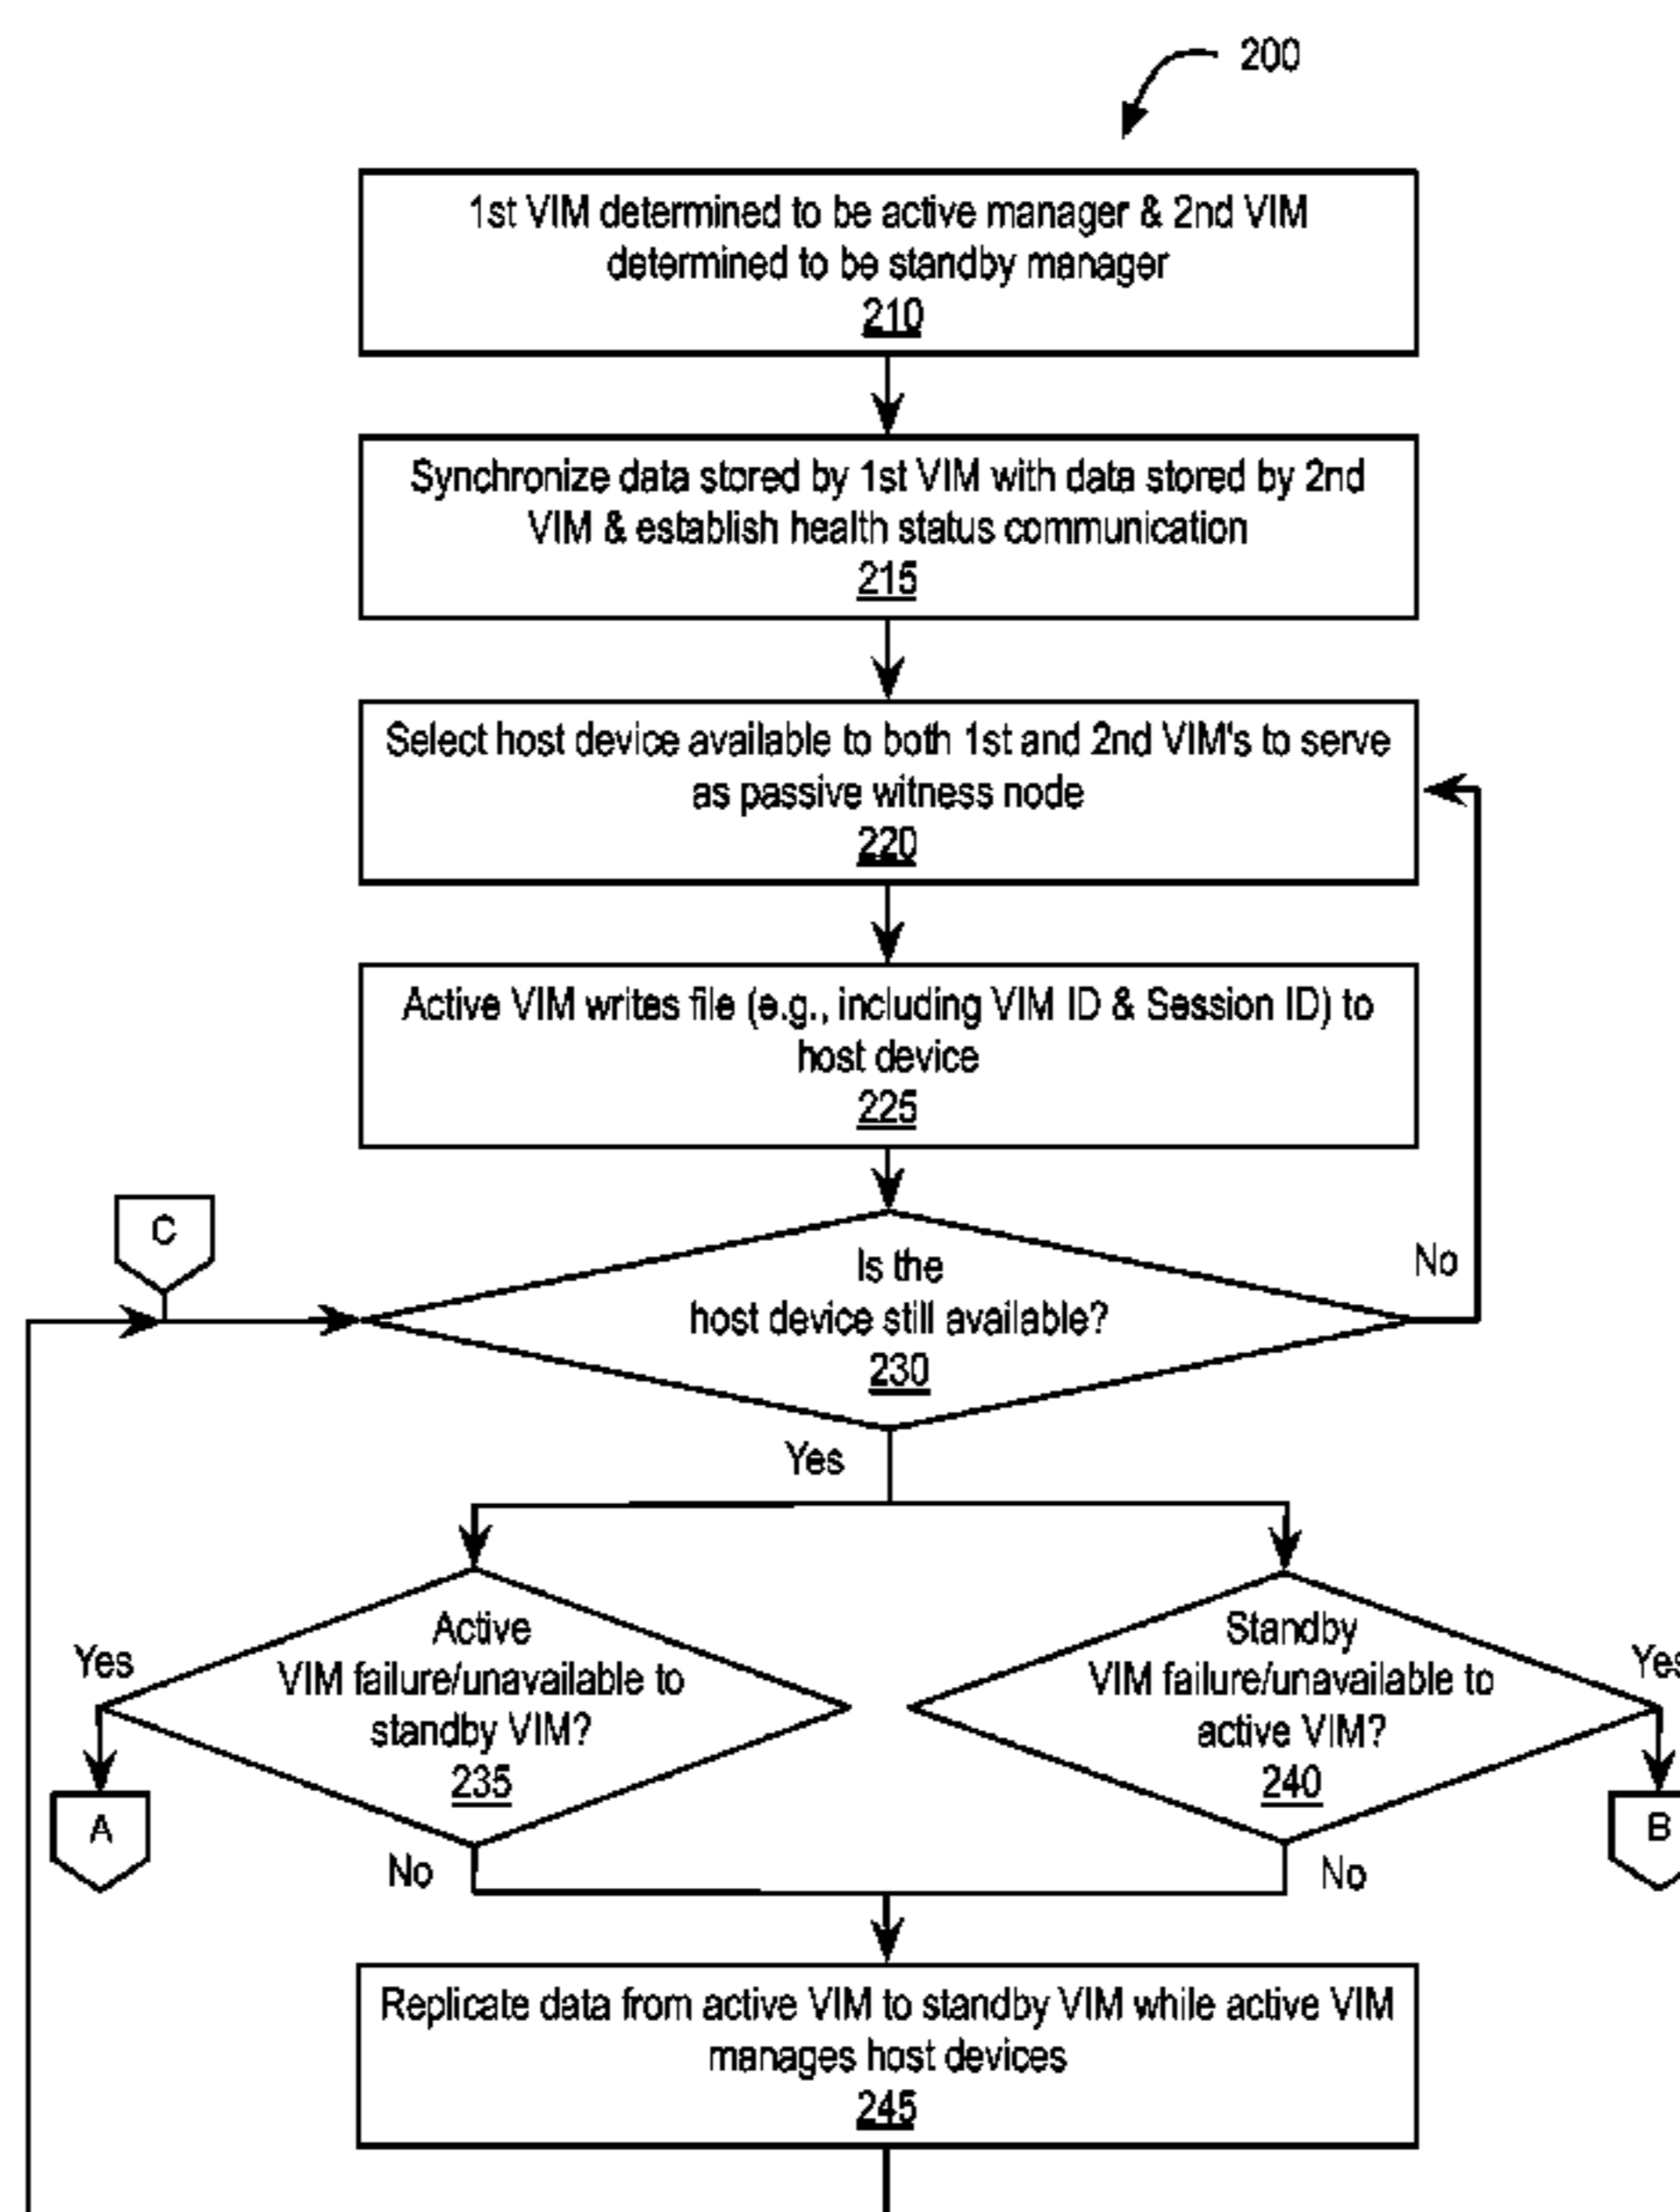 200
1st VIM determined to be active manager & 2nd VIM
determined to be standby manager
210
Synchronize data stored by 1st VIM with data stored by 2nd
VIM & establish health status communication
215
Select host device available to both 1st and 2nd VIM's to serve
as passive witness node
220
Active VIM writes file (e.g., including VIM ID & Session ID) to
host device
225
C
Is the
host device still available?
230
No
Yes
Active
VIM failure/unavailable to
standby VIM?
235
Yes
A
No
Standby
VIM failure/unavailable to
active VIM?
240
Yes
B
No
Replicate data from active VIM to standby VIM while active VIM
manages host devices
245